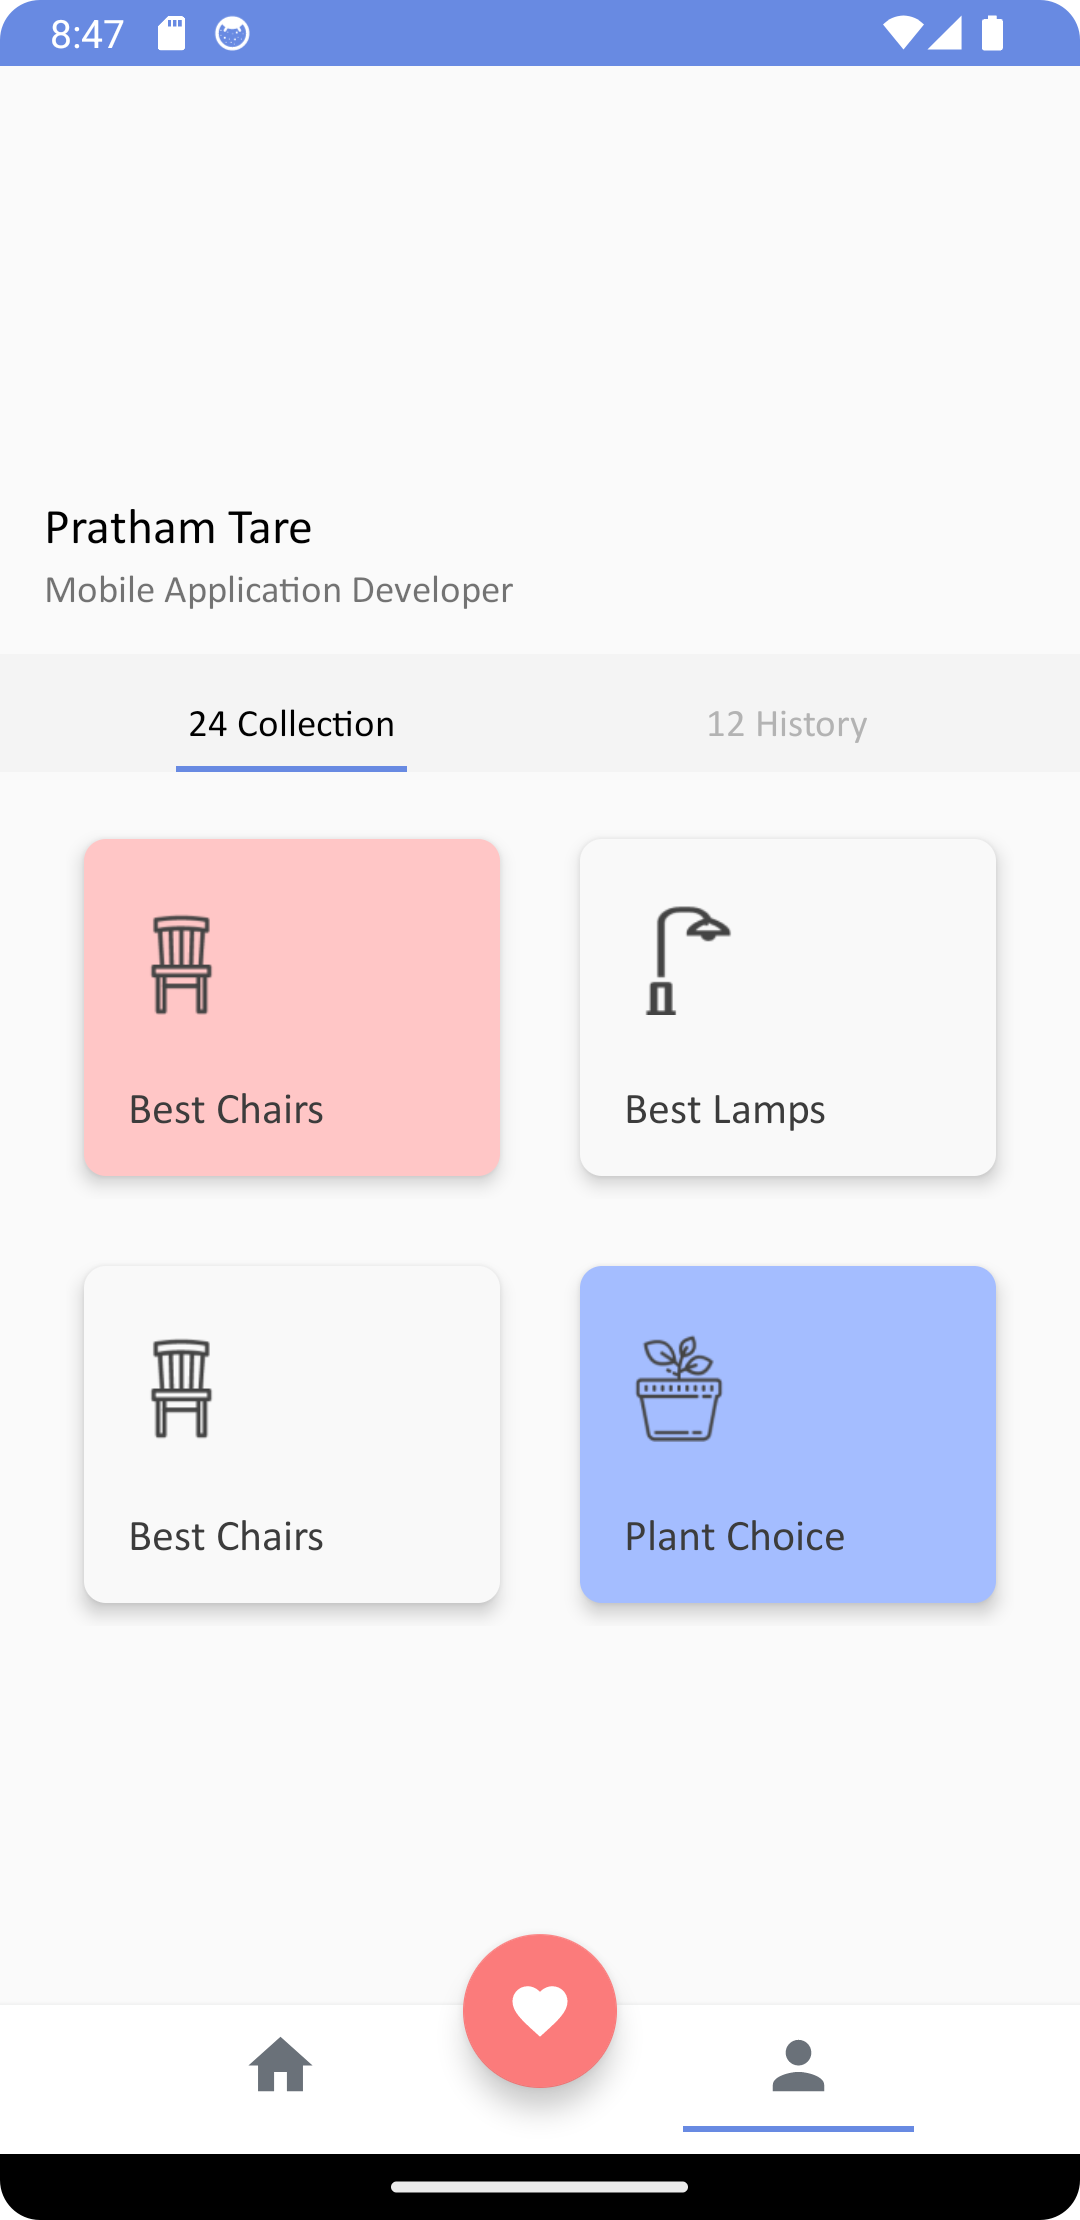 8:47
Pratham Tare
Mobile Application Developer
24 Collection
12 History
Best Chairs
Best Lamps
Best Chairs
Plant Choice